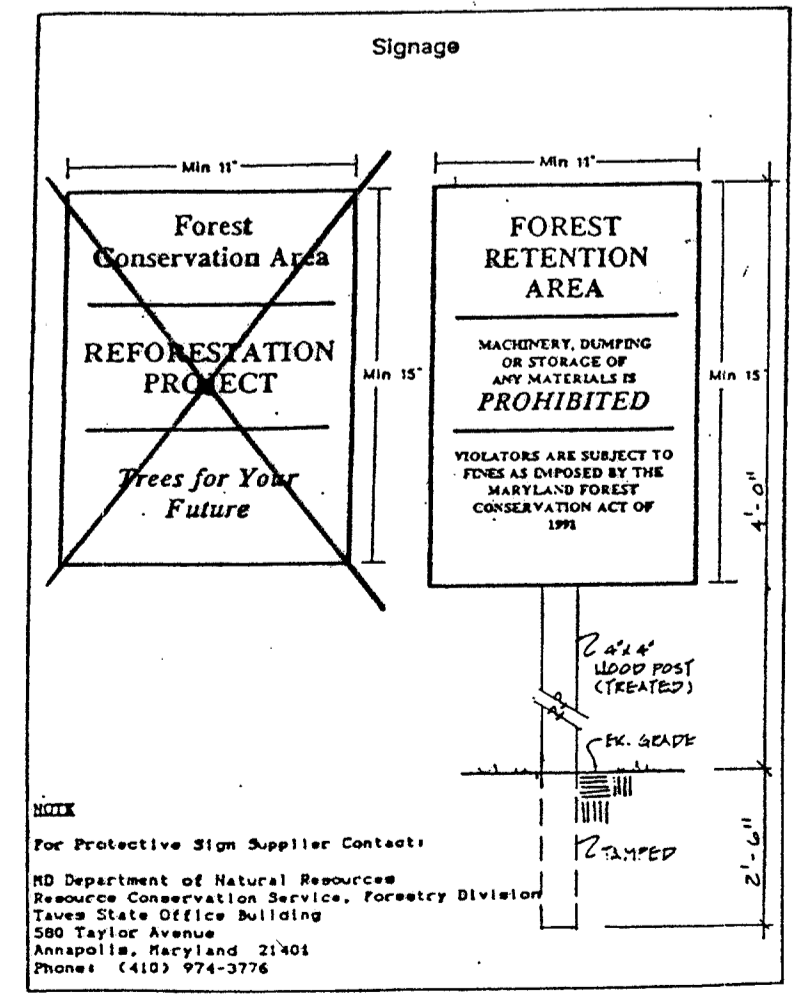 Signage
Min 11"
Forest
Conservation Area
REFORESTATION
PROJECT
Trees for Your
Future
Min 15"
Min 11"
FOREST
RETENTION
AREA
MACHINERY, DUMPING
OR STORAGE OF
ANY MATERIALS IS
PROHIBITED
VIOLATORS ARE SUBJECT TO
FINES AS IMPOSED BY THE
MARYLAND FOREST
CONSERVATION ACT OF
1991
Min 15"
4'-0"
4"x4"
WOOD POST
(TREATED)
EX. GRADE
TAMPED
2'-6"
NOTE
For Protective Sign Supplier Contact:
MD Department of Natural Resources
Resource Conservation Service, Forestry Division
Tawes State Office Building
580 Taylor Avenue
Annapolis, Maryland 21401
Phone: (410) 974-3776